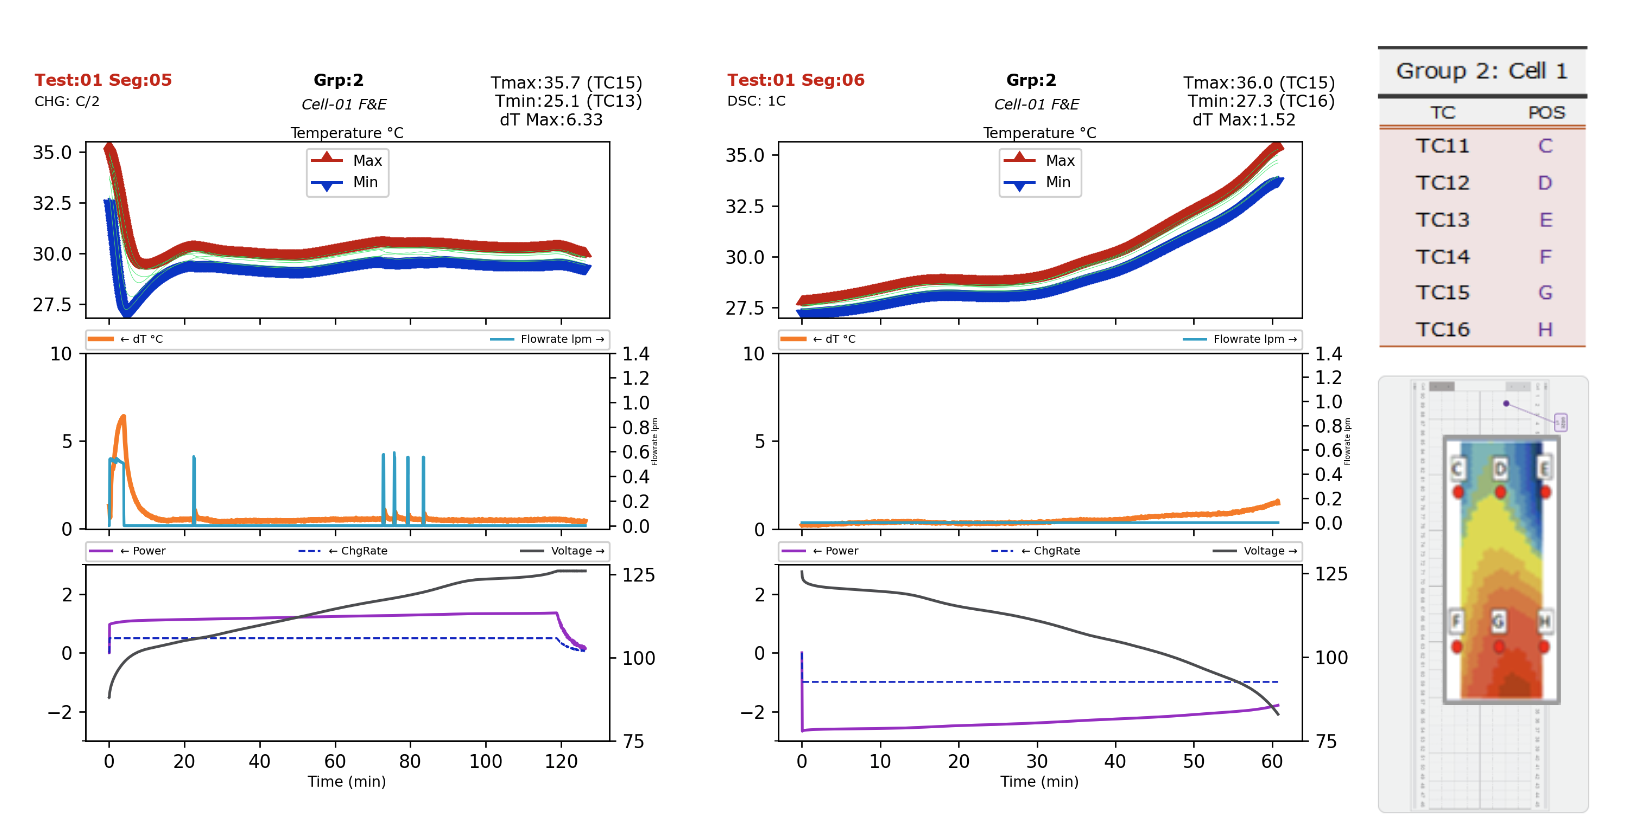 Test:01 Seg:05
CHG: C/2
Grp:2
Cell-01 F&E
Tmax:35.7 (TC15)
Tmin:25.1 (TC13)
dT Max:6.33
Temperature °C
35.0
32.5
30.0
27.5
Max
Min
← dT °C
Flowrate lpm →
10
5
0
1.4
1.2
1.0
0.8
0.6
0.4
0.2
0.0
Flowrate lpm
← Power
← ChgRate
Voltage →
2
0
−2
125
100
75
0 20 40 60 80 100 120
Time (min)
Test:01 Seg:06
DSC: 1C
Grp:2
Cell-01 F&E
Tmax:36.0 (TC15)
Tmin:27.3 (TC16)
dT Max:1.52
Temperature °C
35.0
32.5
30.0
27.5
Max
Min
← dT °C
Flowrate lpm →
10
5
0
1.4
1.2
1.0
0.8
0.6
0.4
0.2
0.0
Flowrate lpm
← Power
← ChgRate
Voltage →
2
0
−2
125
100
75
0 10 20 30 40 50 60
Time (min)
Group 2: Cell 1
TC POS
TC11 C
TC12 D
TC13 E
TC14 F
TC15 G
TC16 H
C D E
F G H